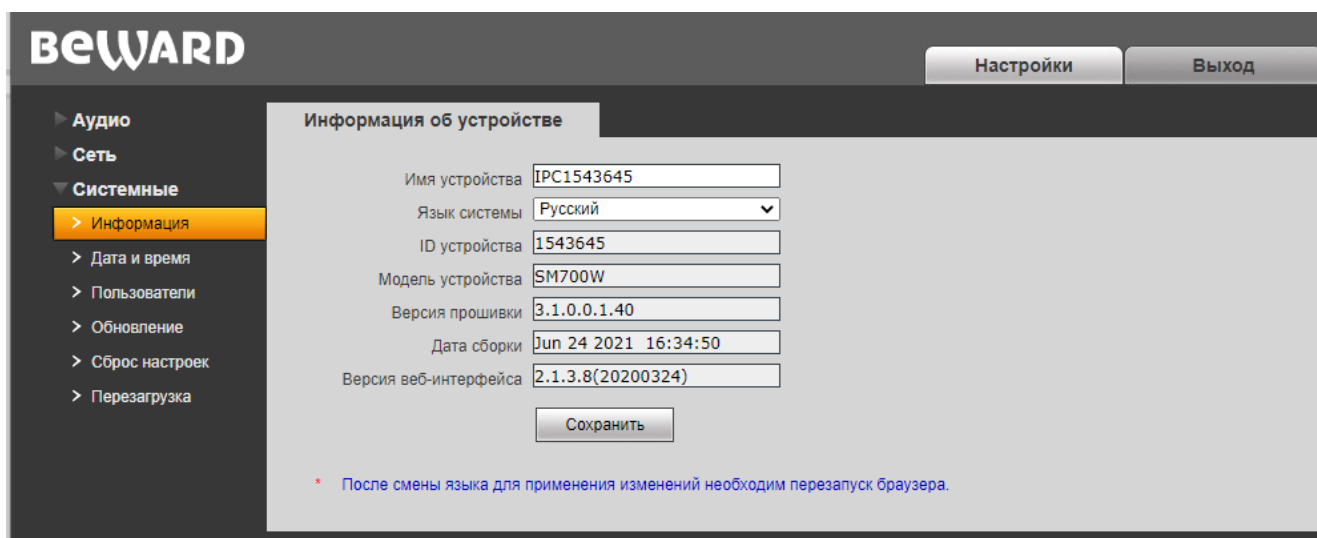 BEWARD
Настройки
Выход
Аудио
Сеть
Системные
Информация
Дата и время
Пользователи
Обновление
Сброс настроек
Перезагрузка
Информация об устройстве
Имя устройства IPC1543645
Язык системы Русский
ID устройства 1543645
Модель устройства SM700W
Версия прошивки 3.1.0.0.1.40
Дата сборки Jun 24 2021 16:34:50
Версия веб-интерфейса 2.1.3.8(20200324)
Сохранить
* После смены языка для применения изменений необходим перезапуск браузера.